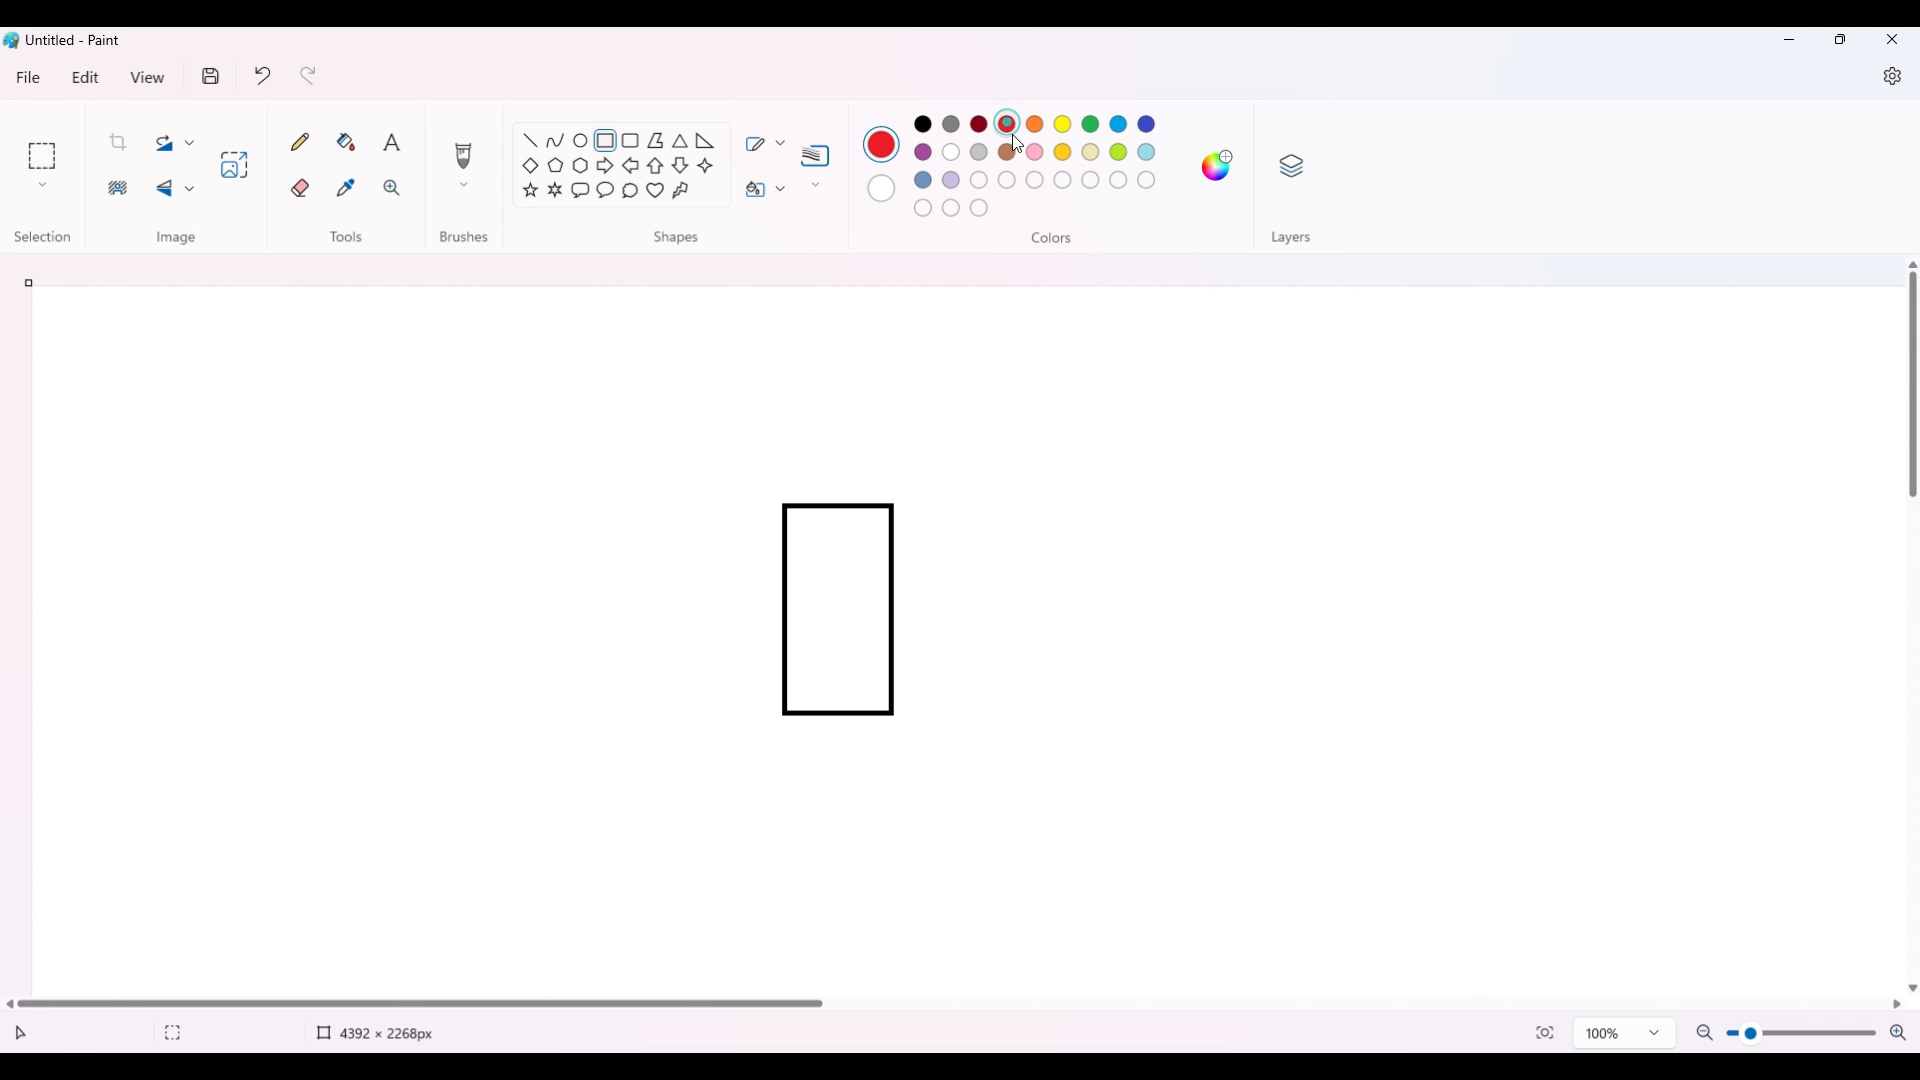 Untitled - Paint
File Edit View
Selection Image Tools Brushes Shapes Colors Layers
4392 × 2268px 100%